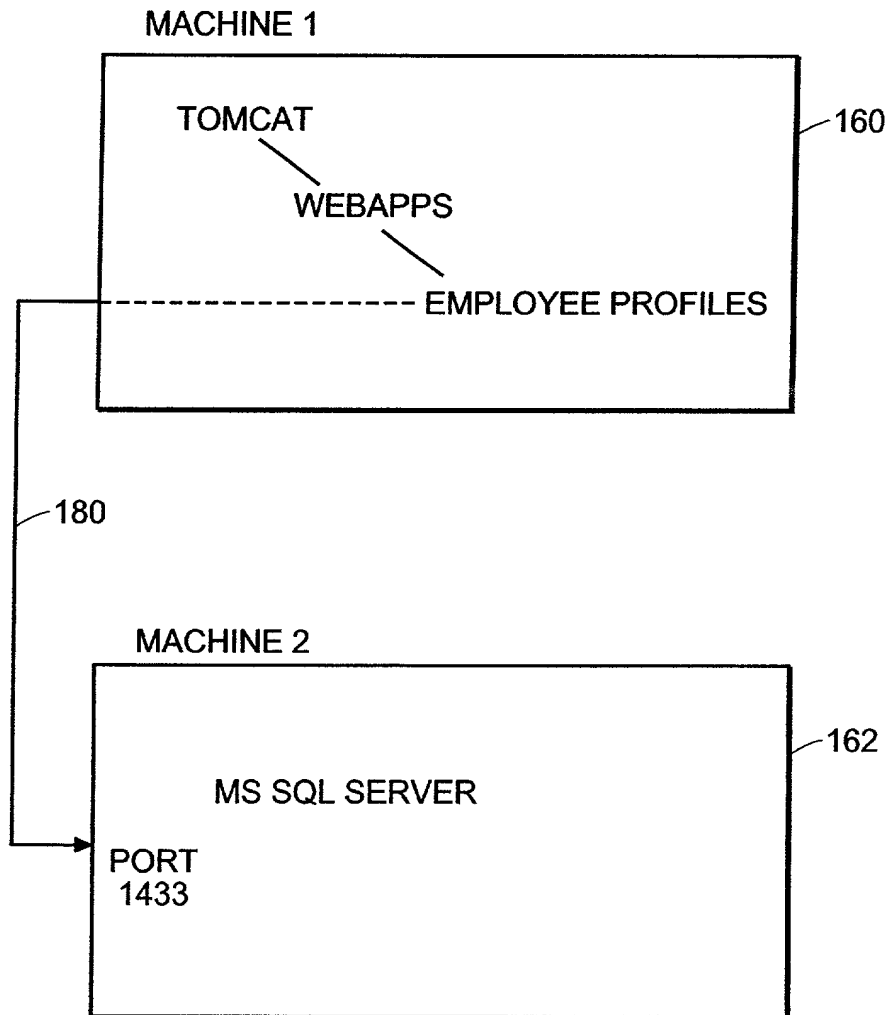 MACHINE 1
TOMCAT
160
WEBAPPS
EMPLOYEE PROFILES
180
MACHINE 2
162
MS SQL SERVER
PORT
1433